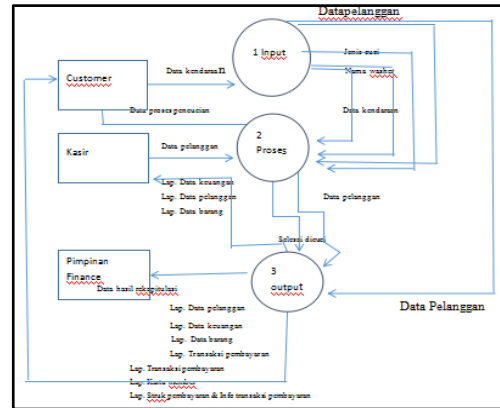 Datapelanggan
1 Input
Jenis cuci
Nama washer
Customer
Data kendaraan
Data kendaraan
Data proses pencucian
2
Proses
Kasir
Data pelanggan
Lap. Data keuangan
Lap. Data pelanggan
Lap. Data barang
Data pelanggan
Selesai dicuci
Pimpinan
Finance
3
output
Data hasil rekapitulasi
Data Pelanggan
Lap. Data pelanggan
Lap. Data keuangan
Lap. Data barang
Lap. Transaksi pembayaran
Lap. Transaksi pembayaran
Lap. Kartu member
Lap. Struk pembayaran & Info transaksi pembayaran